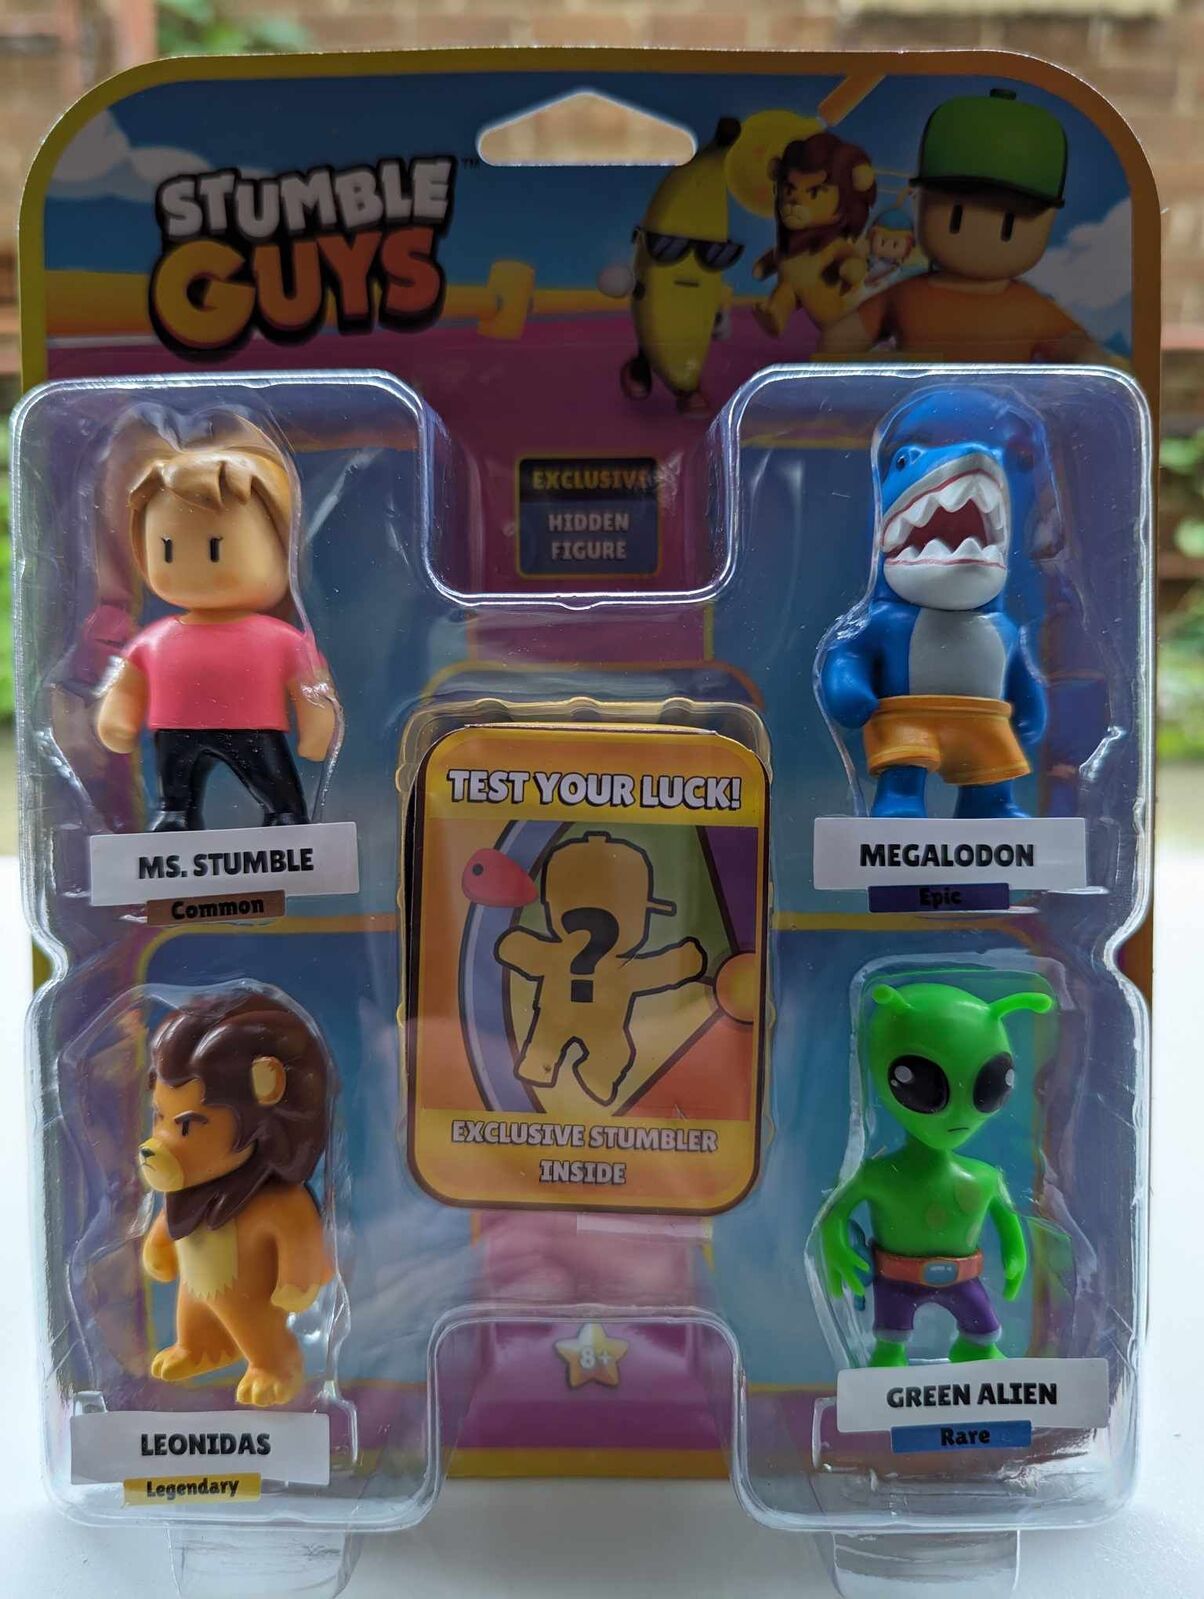 STUMBLE™
GUYS
EXCLUSIVE
HIDDEN
FIGURE
TEST YOUR LUCK!
?
EXCLUSIVE STUMBLER
INSIDE
MS. STUMBLE
Common
MEGALODON
Epic
LEONIDAS
Legendary
GREEN ALIEN
Rare
8+